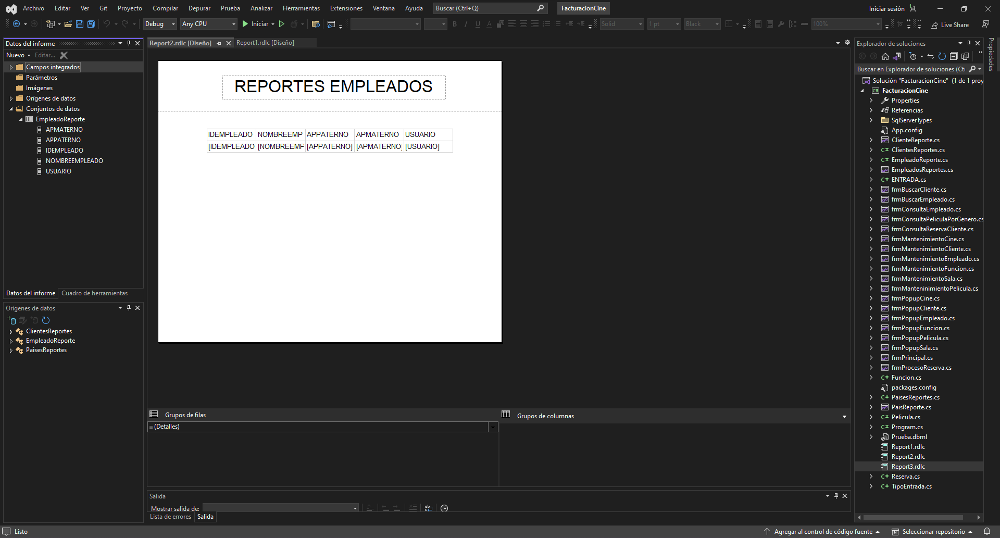 Archivo Editar Ver Git Proyecto Compilar Depurar Prueba Analizar Herramientas Extensiones Ventana Ayuda Buscar (Ctrl+Q) FacturacionCine Iniciar sesión
Debug Any CPU Iniciar Solid 1 pt Black 100% Live Share
Datos del informe
Nuevo Editar...
Campos integrados
Parámetros
Imágenes
Orígenes de datos
Conjuntos de datos
EmpleadoReporte
APMATERNO
APPATERNO
IDEMPLEADO
NOMBREEMPLEADO
USUARIO
Datos del informe Cuadro de herramientas
Orígenes de datos
ClientesReportes
EmpleadoReporte
PaisesReportes
Report2.rdlc [Diseño] Report1.rdlc [Diseño]
REPORTES EMPLEADOS
IDEMPLEADO NOMBREEMP APPATERNO APMATERNO USUARIO
[IDEMPLEADO [NOMBREEMP [APPATERNO] [APMATERNO] [USUARIO]
Grupos de filas
(Detalles)
Grupos de columnas
Salida
Mostrar salida de:
Lista de errores Salida
Explorador de soluciones
Buscar en Explorador de soluciones (Ctr
Solución "FacturacionCine" (1 de 1 proy
FacturacionCine
Properties
Referencias
SqlServerTypes
App.config
ClienteReporte.cs
ClientesReportes.cs
EmpleadoReporte.cs
EmpleadosReportes.cs
ENTRADA.cs
frmBuscarCliente.cs
frmBuscarEmpleado.cs
frmConsultaEmpleado.cs
frmConsultaPeliculaPorGenero.cs
frmConsultaReservaCliente.cs
frmMantenimientoCine.cs
frmMantenimientoCliente.cs
frmMantenimientoEmpleado.cs
frmMantenimientoFuncion.cs
frmMantenimientoSala.cs
frmManteninimientoPelicula.cs
frmPopupCine.cs
frmPopupCliente.cs
frmPopupEmpleado.cs
frmPopupFuncion.cs
frmPopupPelicula.cs
frmPopupSala.cs
frmPrincipal.cs
frmProcesoReserva.cs
Funcion.cs
packages.config
PaisesReportes.cs
PaisReporte.cs
Pelicula.cs
Program.cs
Prueba.dbml
Report1.rdlc
Report2.rdlc
Report3.rdlc
Reserva.cs
TipoEntrada.cs
Propiedades
Listo
Agregar al control de código fuente Seleccionar repositorio